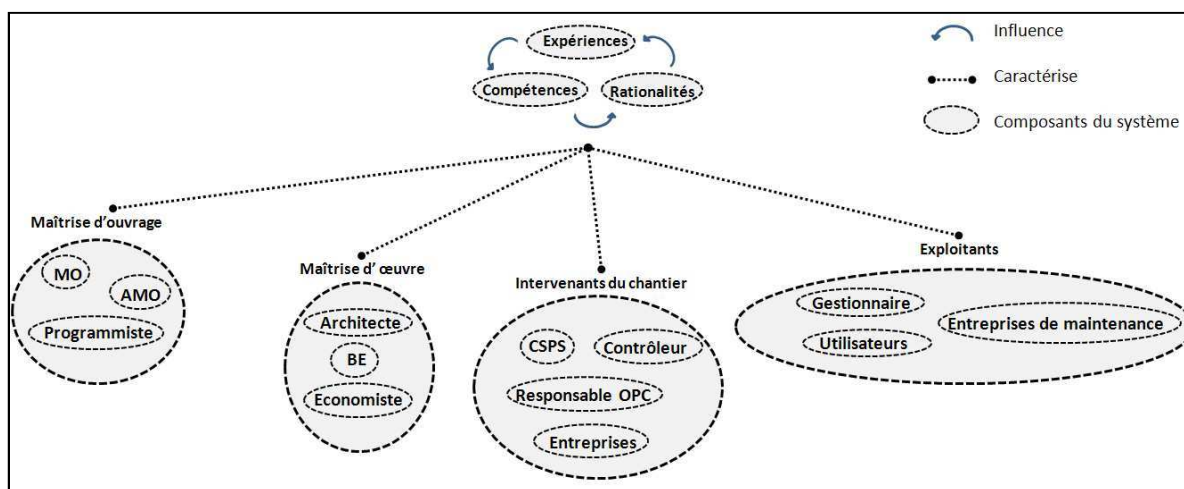 Expériences
Compétences
Rationalités
Influence
Caractérise
Composants du système
Maîtrise d'ouvrage
MO
AMO
Programmiste
Maîtrise d' œuvre
Architecte
BE
Economiste
Intervenants du chantier
CSPS
Contrôleur
Responsable OPC
Entreprises
Exploitants
Gestionnaire
Entreprises de maintenance
Utilisateurs